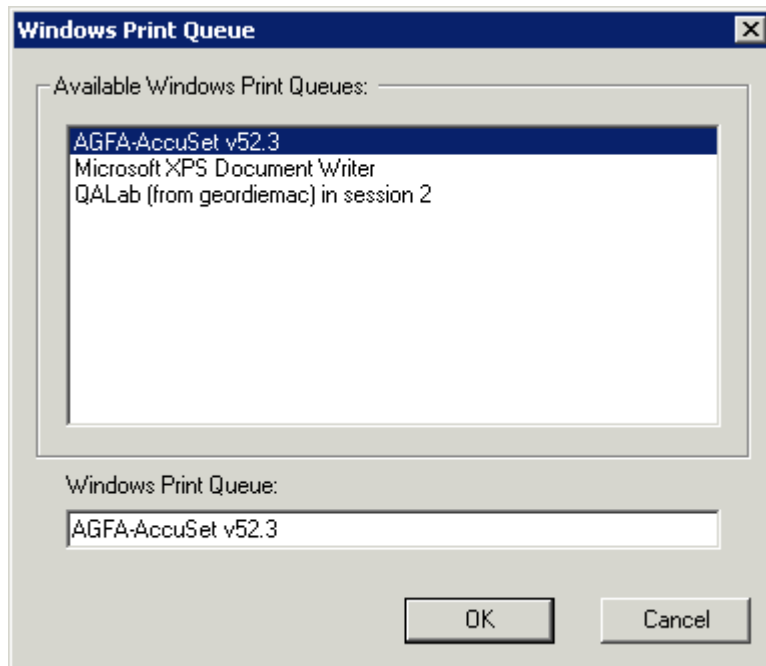 Windows Print Queue
Available Windows Print Queues:
AGFA-AccuSet v52.3
Microsoft XPS Document Writer
QALab (from geordiemac) in session 2
Windows Print Queue:
AGFA-AccuSet v52.3
OK
Cancel